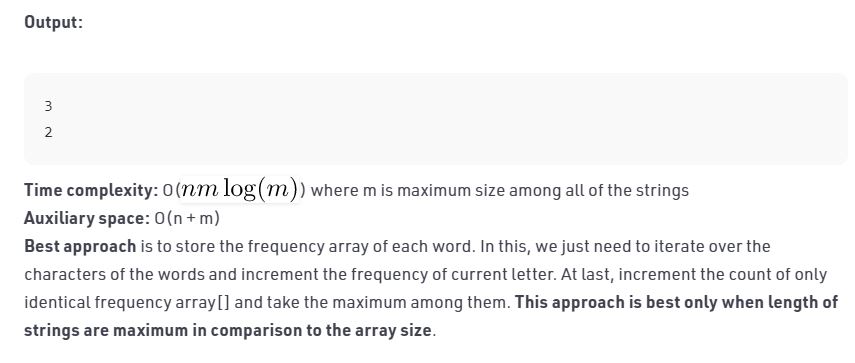 Output:
3
2
Time complexity: O(nm log(m)) where m is maximum size among all of the strings
Auxiliary space: O(n + m)
Best approach is to store the frequency array of each word. In this, we just need to iterate over the
characters of the words and increment the frequency of current letter. At last, increment the count of only
identical frequency array[] and take the maximum among them. This approach is best only when length of
strings are maximum in comparison to the array size.